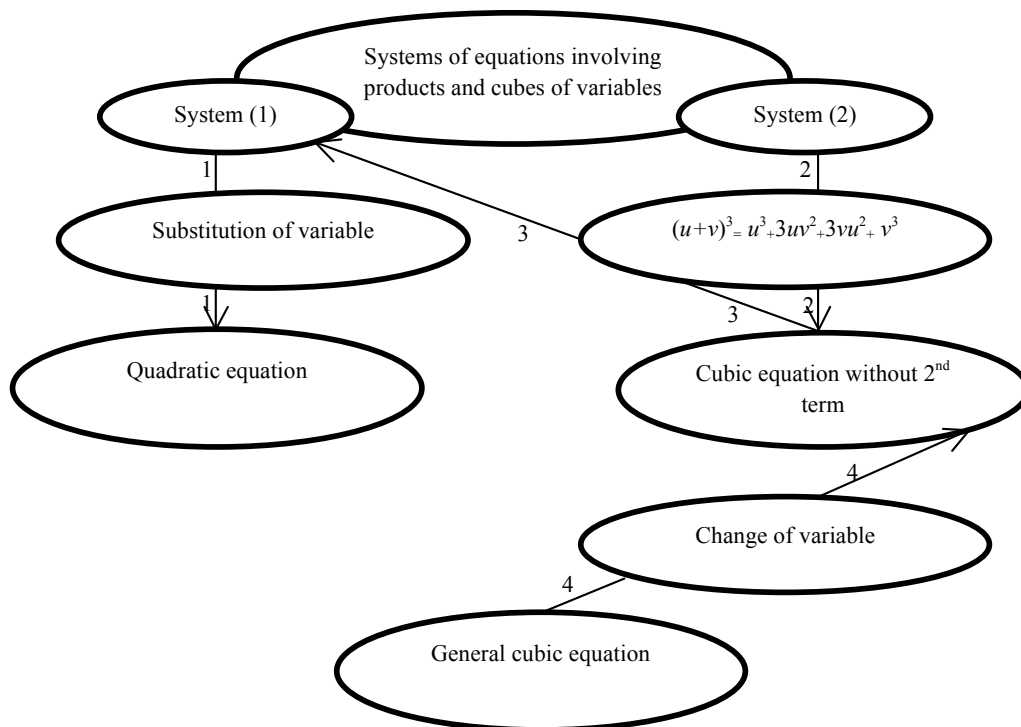 Systems of equations involving
products and cubes of variables
System (1)
System (2)
1
2
Substitution of variable
3
(u+v)³₌ u³₊3uv²₊3vu²₊ v³
1
3
2
Quadratic equation
Cubic equation without 2ⁿᵈ
term
4
Change of variable
4
General cubic equation